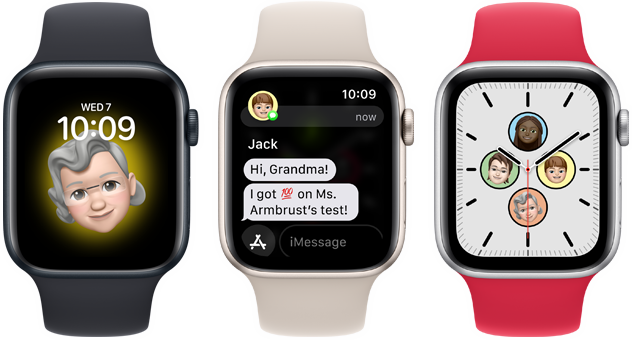 WED 7
10:09
10:09
now
Jack
Hi, Grandma!
I got 💯 on Ms.
Armbrust's test!
iMessage